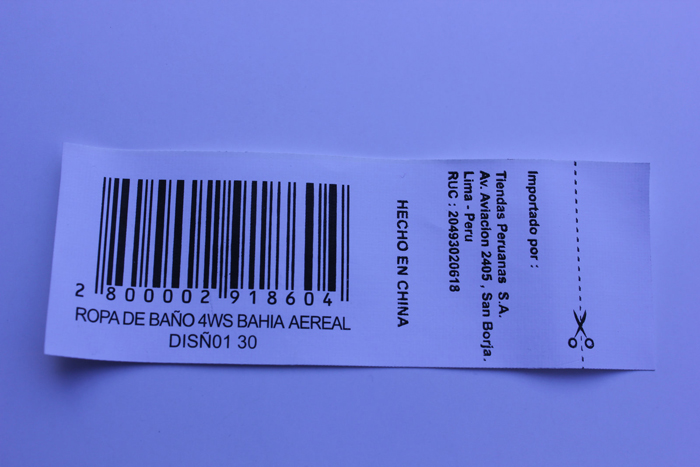 2 800002 918604
ROPA DE BAÑO 4WS BAHIA AEREAL
DISÑ01 30
HECHO EN CHINA
Importado por :
Tiendas Peruanas S.A.
Av. Aviacion 2405 , San Borja.
Lima - Peru
RUC : 20493020618